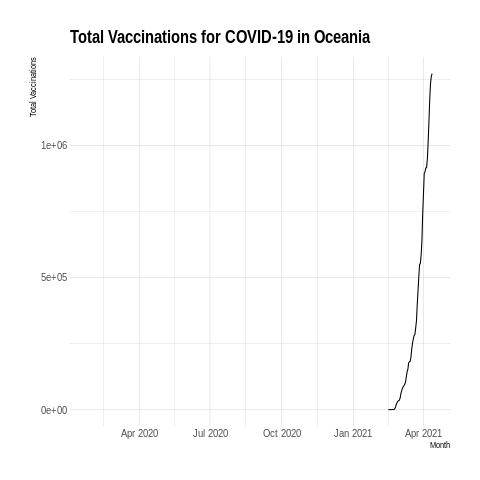 Total Vaccinations for COVID-19 in Oceania
Total Vaccinations
1e+06
5e+05
0e+00
Apr 2020 Jul 2020 Oct 2020 Jan 2021 Apr 2021
Month